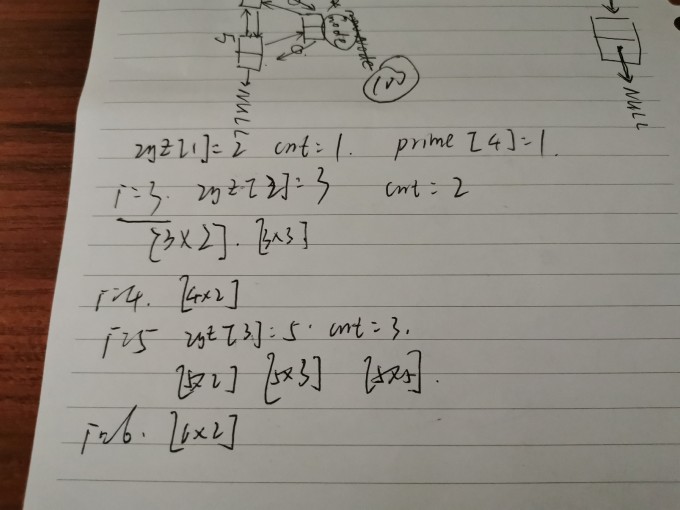 5
NULL
Code
100
NULL
zyz[1]=2 cnt=1. prime[4]=1.
i=3. zyz[2]=3 cnt=2
[3×2]. [3×3]
i=4. [4×2]
i=5 zyz[3]=5. cnt=3.
[5×2] [5×3] [5×5].
i=6. [6×2]